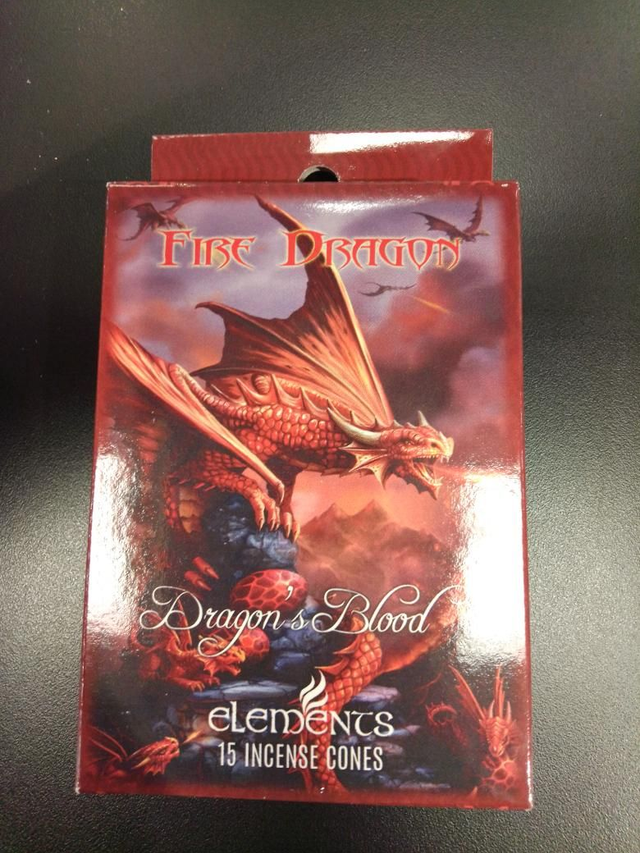 FIRE DRAGON
Dragon's Blood
elements
15 INCENSE CONES